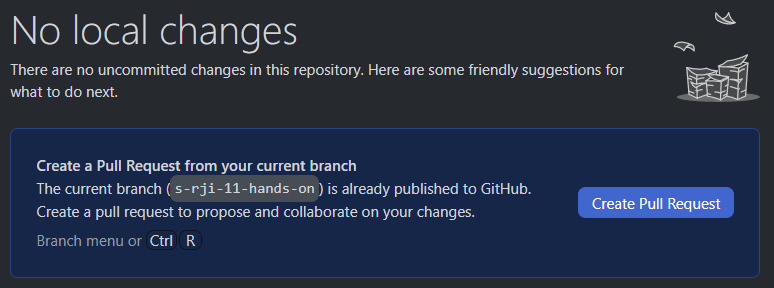 No local changes
There are no uncommitted changes in this repository. Here are some friendly suggestions for
what to do next.
Create a Pull Request from your current branch
The current branch (s-rji-11-hands-on) is already published to GitHub.
Create a pull request to propose and collaborate on your changes.
Create Pull Request
Branch menu or Ctrl R